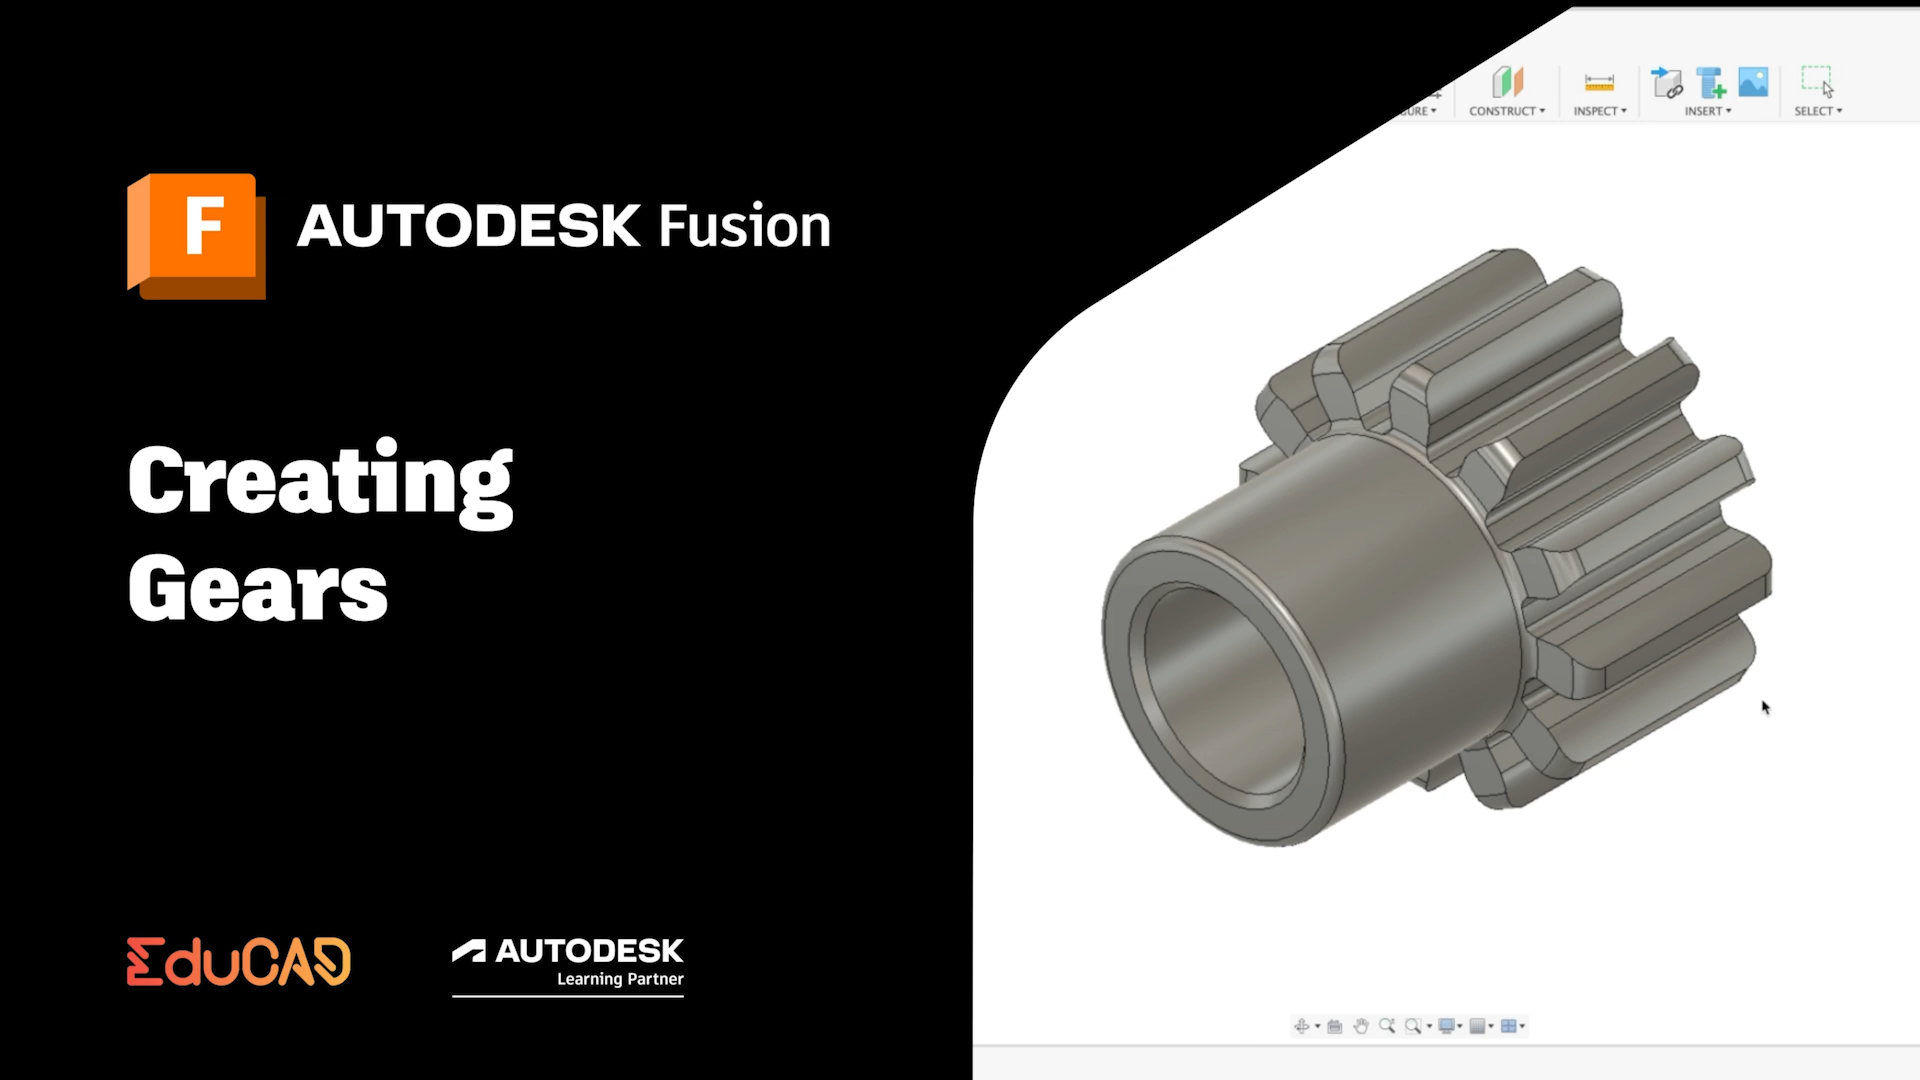 F AUTODESK Fusion
Creating
Gears
EduCAD
AUTODESK
Learning Partner
CONSTRUCT INSPECT INSERT SELECT